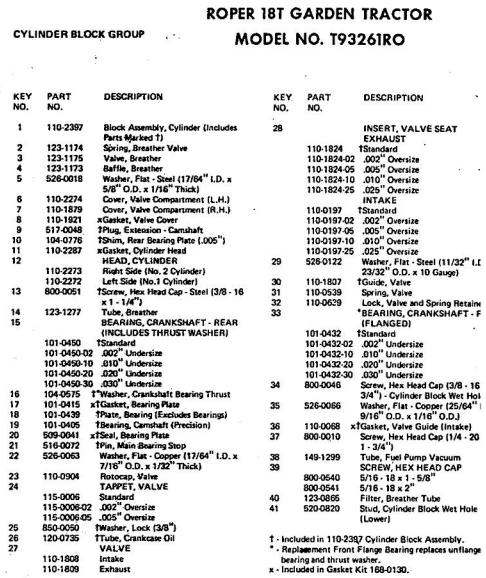 ROPER 18T GARDEN TRACTOR
CYLINDER BLOCK GROUP
MODEL NO. T93261RO
KEY NO. PART NO. DESCRIPTION
1 110-2397 Block Assembly, Cylinder (Includes
Parts Marked †)
2 123-1174 Spring, Breather Valve
3 123-1175 Valve, Breather
4 123-1173 Baffle, Breather
5 526-0018 Washer, Flat - Steel (17/64" I.D. x
5/8" O.D. x 1/16" Thick)
6 110-2274 Cover, Valve Compartment (L.H.)
7 110-1879 Cover, Valve Compartment (R.H.)
8 110-1921 xGasket, Valve Cover
9 517-0048 †Plug, Extension - Camshaft
10 104-0776 †Shim, Rear Bearing Plate (.005")
11 110-2287 xGasket, Cylinder Head
12 HEAD, CYLINDER
110-2273 Right Side (No. 2 Cylinder)
110-2272 Left Side (No.1 Cylinder)
13 800-0051 †Screw, Hex Head Cap - Steel (3/8 - 16
x 1 - 1/4")
14 123-1277 Tube, Breather
15 BEARING, CRANKSHAFT - REAR
(INCLUDES THRUST WASHER)
101-0450 †Standard
101-0450-02 .002" Undersize
101-0450-10 .010" Undersize
101-0450-20 .020" Undersize
101-0450-30 .030" Undersize
16 104-0575 †*Washer, Crankshaft Bearing Thrust
17 101-0415 x†Gasket, Bearing Plate
18 101-0439 †Plate, Bearing (Excludes Bearings)
19 101-0405 †Bearing, Camshaft (Precision)
20 509-0041 x†Seal, Bearing Plate
21 516-0072 †Pin, Main Bearing Stop
22 526-0063 Washer, Flat - Copper (17/64" I.D. x
7/16" O.D. x 1/32" Thick)
23 110-0904 Rotocap, Valve
24 TAPPET, VALVE
115-0006 Standard
115-0006-02 .002" Oversize
115-0006-05 .005" Oversize
25 850-0050 †Washer, Lock (3/8")
26 120-0735 †Tube, Crankcase Oil
27 VALVE
110-1808 Intake
110-1809 Exhaust
KEY NO. PART NO. DESCRIPTION
28 INSERT, VALVE SEAT
EXHAUST
110-1824 †Standard
110-1824-02 .002" Oversize
110-1824-05 .005" Oversize
110-1824-10 .010" Oversize
110-1824-25 .025" Oversize
INTAKE
110-0197 †Standard
110-0197-02 .002" Oversize
110-0197-05 .005" Oversize
110-0197-10 .010" Oversize
110-0197-25 .025" Oversize
29 526-0122 Washer, Flat - Steel (11/32" I.D
23/32" O.D. x 10 Gauge)
30 110-1807 †Guide, Valve
31 110-0539 Spring, Valve
32 110-0629 Lock, Valve and Spring Retaine
33 *BEARING, CRANKSHAFT - F
(FLANGED)
101-0432 †Standard
101-0432-02 .002" Undersize
101-0432-10 .010" Undersize
101-0432-20 .020" Undersize
101-0432-30 .030" Undersize
34 800-0046 Screw, Hex Head Cap (3/8 - 16
3/4") - Cylinder Block Wet Hol
35 526-0066 Washer, Flat - Copper (25/64"
9/16" O.D. x 1/16" O.D.)
36 110-0068 x†Gasket, Valve Guide (Intake)
37 800-0010 Screw, Hex Head Cap (1/4 - 20
1 - 3/4")
38 149-1299 Tube, Fuel Pump Vacuum
39 SCREW, HEX HEAD CAP
800-0540 5/16 - 18 x 1 - 5/8"
800-0541 5/16 - 18 x 2"
40 123-0865 Filter, Breather Tube
41 520-0820 Stud, Cylinder Block Wet Hole
(Lower)
† - Included in 110-2397 Cylinder Block Assembly.
* - Replacement Front Flange Bearing replaces unflange
bearing and thrust washer.
x - Included in Gasket Kit 168-0130.